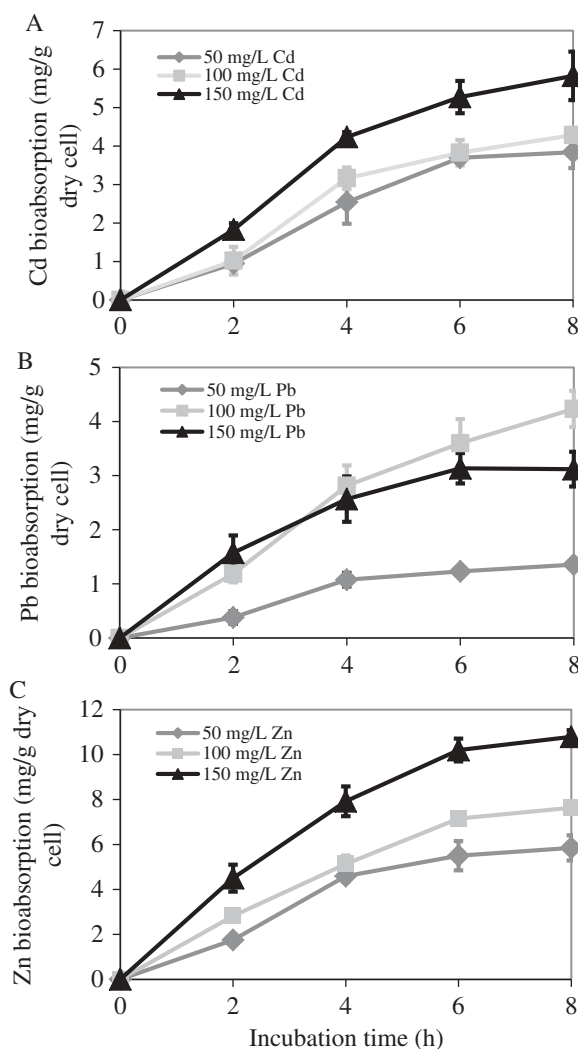 A
Cd bioabsorption (mg/g
dry cell)
7
6
5
4
3
2
1
0
50 mg/L Cd
100 mg/L Cd
150 mg/L Cd
0 2 4 6 8
B
Pb bioabsorption (mg/g
dry cell)
5
4
3
2
1
0
50 mg/L Pb
100 mg/L Pb
150 mg/L Pb
0 2 4 6 8
C
Zn bioabsorption (mg/g dry
cell)
12
10
8
6
4
2
0
50 mg/L Zn
100 mg/L Zn
150 mg/L Zn
0 2 4 6 8
Incubation time (h)